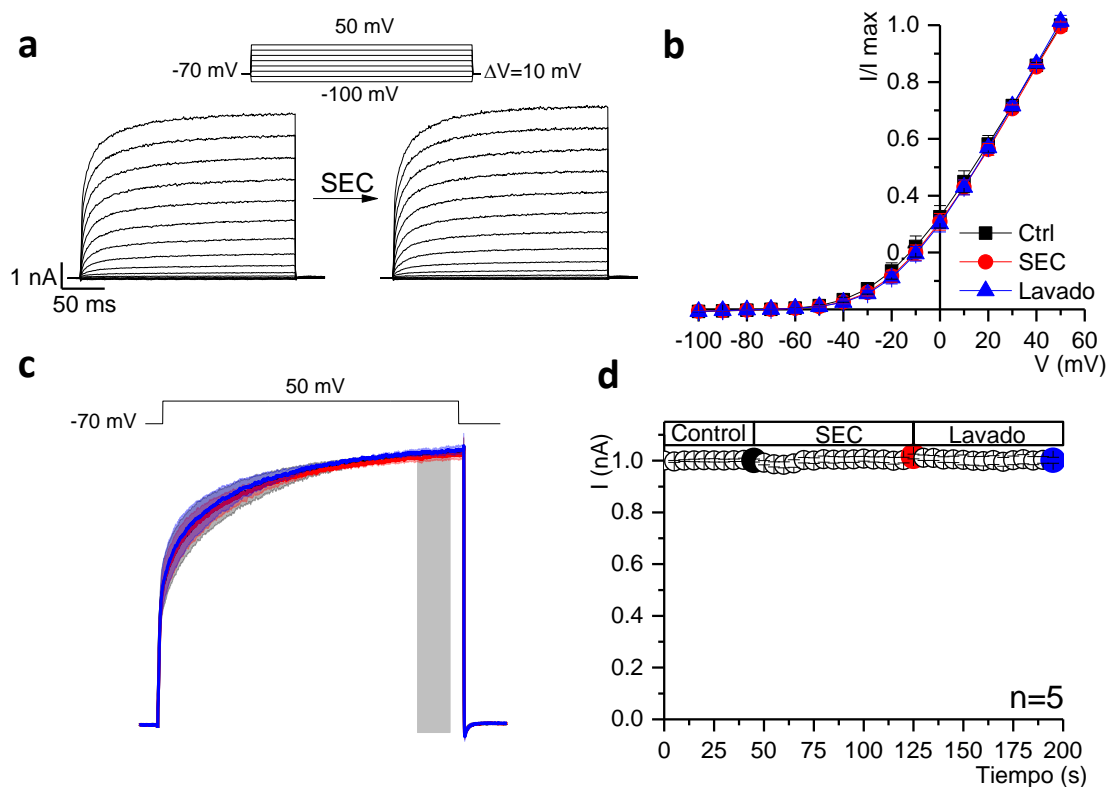 a
50 mV
-70 mV
ΔV=10 mV
-100 mV
SEC
1 nA
50 ms
b
I/I max
1.0
0.8
0.6
0.4
0
Ctrl
SEC
Lavado
-100 -80 -60 -40 -20 0 20 40 60
V (mV)
c
50 mV
-70 mV
d
Control SEC Lavado
I (nA)
1.0
1.0
0.8
0.6
0.4
0.2
0.0
n=5
0 25 50 75 100 125 150 175 200
Tiempo (s)